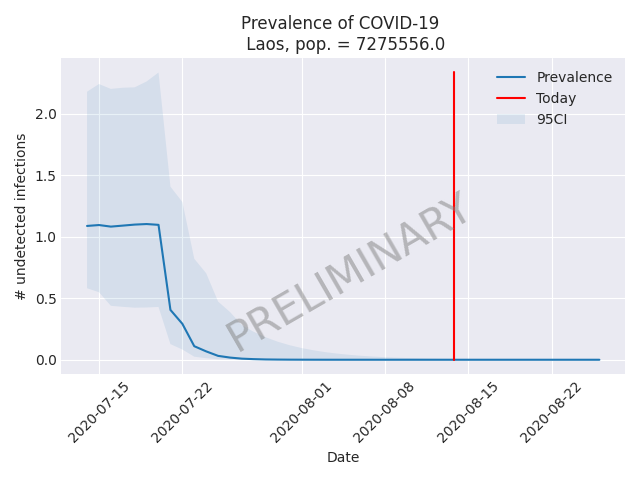 Prevalence of COVID-19
Laos, pop. = 7275556.0
# undetected infections
2.0
1.5
1.0
0.5
0.0
Prevalence
Today
95CI
PRELIMINARY
2020-07-15
2020-07-22
2020-08-01
2020-08-08
2020-08-15
2020-08-22
Date